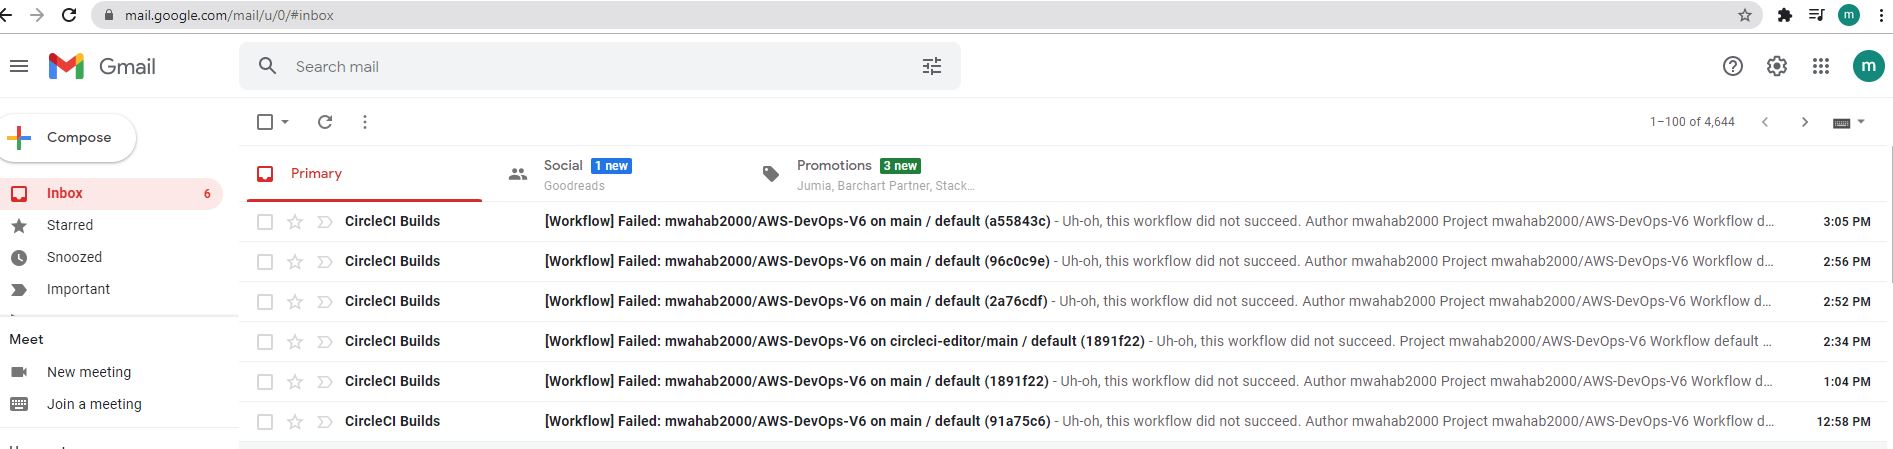 mail.google.com/mail/u/0/#inbox
m
Gmail
Search mail
m
Compose
1–100 of 4,644
Primary
Social 1 new
Goodreads
Promotions 3 new
Jumia, Barchart Partner, Stack…
Inbox 6
Starred
Snoozed
Important
Meet
New meeting
Join a meeting
CircleCI Builds [Workflow] Failed: mwahab2000/AWS-DevOps-V6 on main / default (a55843c) - Uh-oh, this workflow did not succeed. Author mwahab2000 Project mwahab2000/AWS-DevOps-V6 Workflow d… 3:05 PM
CircleCI Builds [Workflow] Failed: mwahab2000/AWS-DevOps-V6 on main / default (96c0c9e) - Uh-oh, this workflow did not succeed. Author mwahab2000 Project mwahab2000/AWS-DevOps-V6 Workflow d… 2:56 PM
CircleCI Builds [Workflow] Failed: mwahab2000/AWS-DevOps-V6 on main / default (2a76cdf) - Uh-oh, this workflow did not succeed. Author mwahab2000 Project mwahab2000/AWS-DevOps-V6 Workflow d… 2:52 PM
CircleCI Builds [Workflow] Failed: mwahab2000/AWS-DevOps-V6 on circleci-editor/main / default (1891f22) - Uh-oh, this workflow did not succeed. Project mwahab2000/AWS-DevOps-V6 Workflow default … 2:34 PM
CircleCI Builds [Workflow] Failed: mwahab2000/AWS-DevOps-V6 on main / default (1891f22) - Uh-oh, this workflow did not succeed. Author mwahab2000 Project mwahab2000/AWS-DevOps-V6 Workflow d… 1:04 PM
CircleCI Builds [Workflow] Failed: mwahab2000/AWS-DevOps-V6 on main / default (91a75c6) - Uh-oh, this workflow did not succeed. Author mwahab2000 Project mwahab2000/AWS-DevOps-V6 Workflow d… 12:58 PM